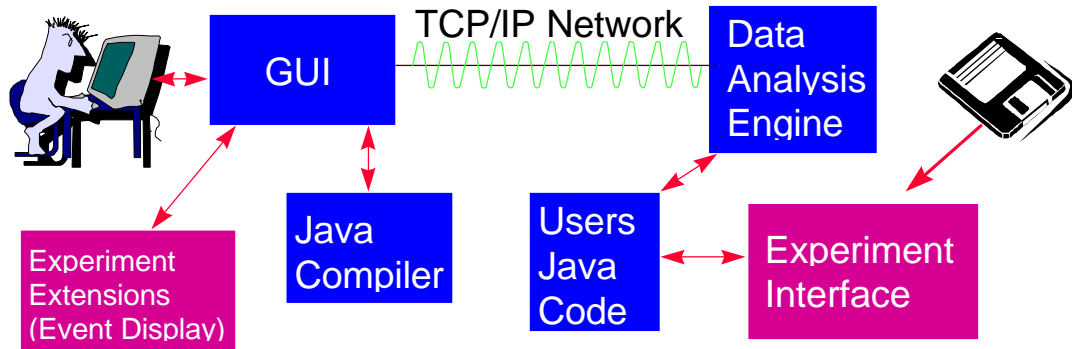 TCP/IP Network
GUI
Data
Analysis
Engine
Java
Compiler
Users
Java
Code
Experiment
Interface
Experiment
Extensions
(Event Display)